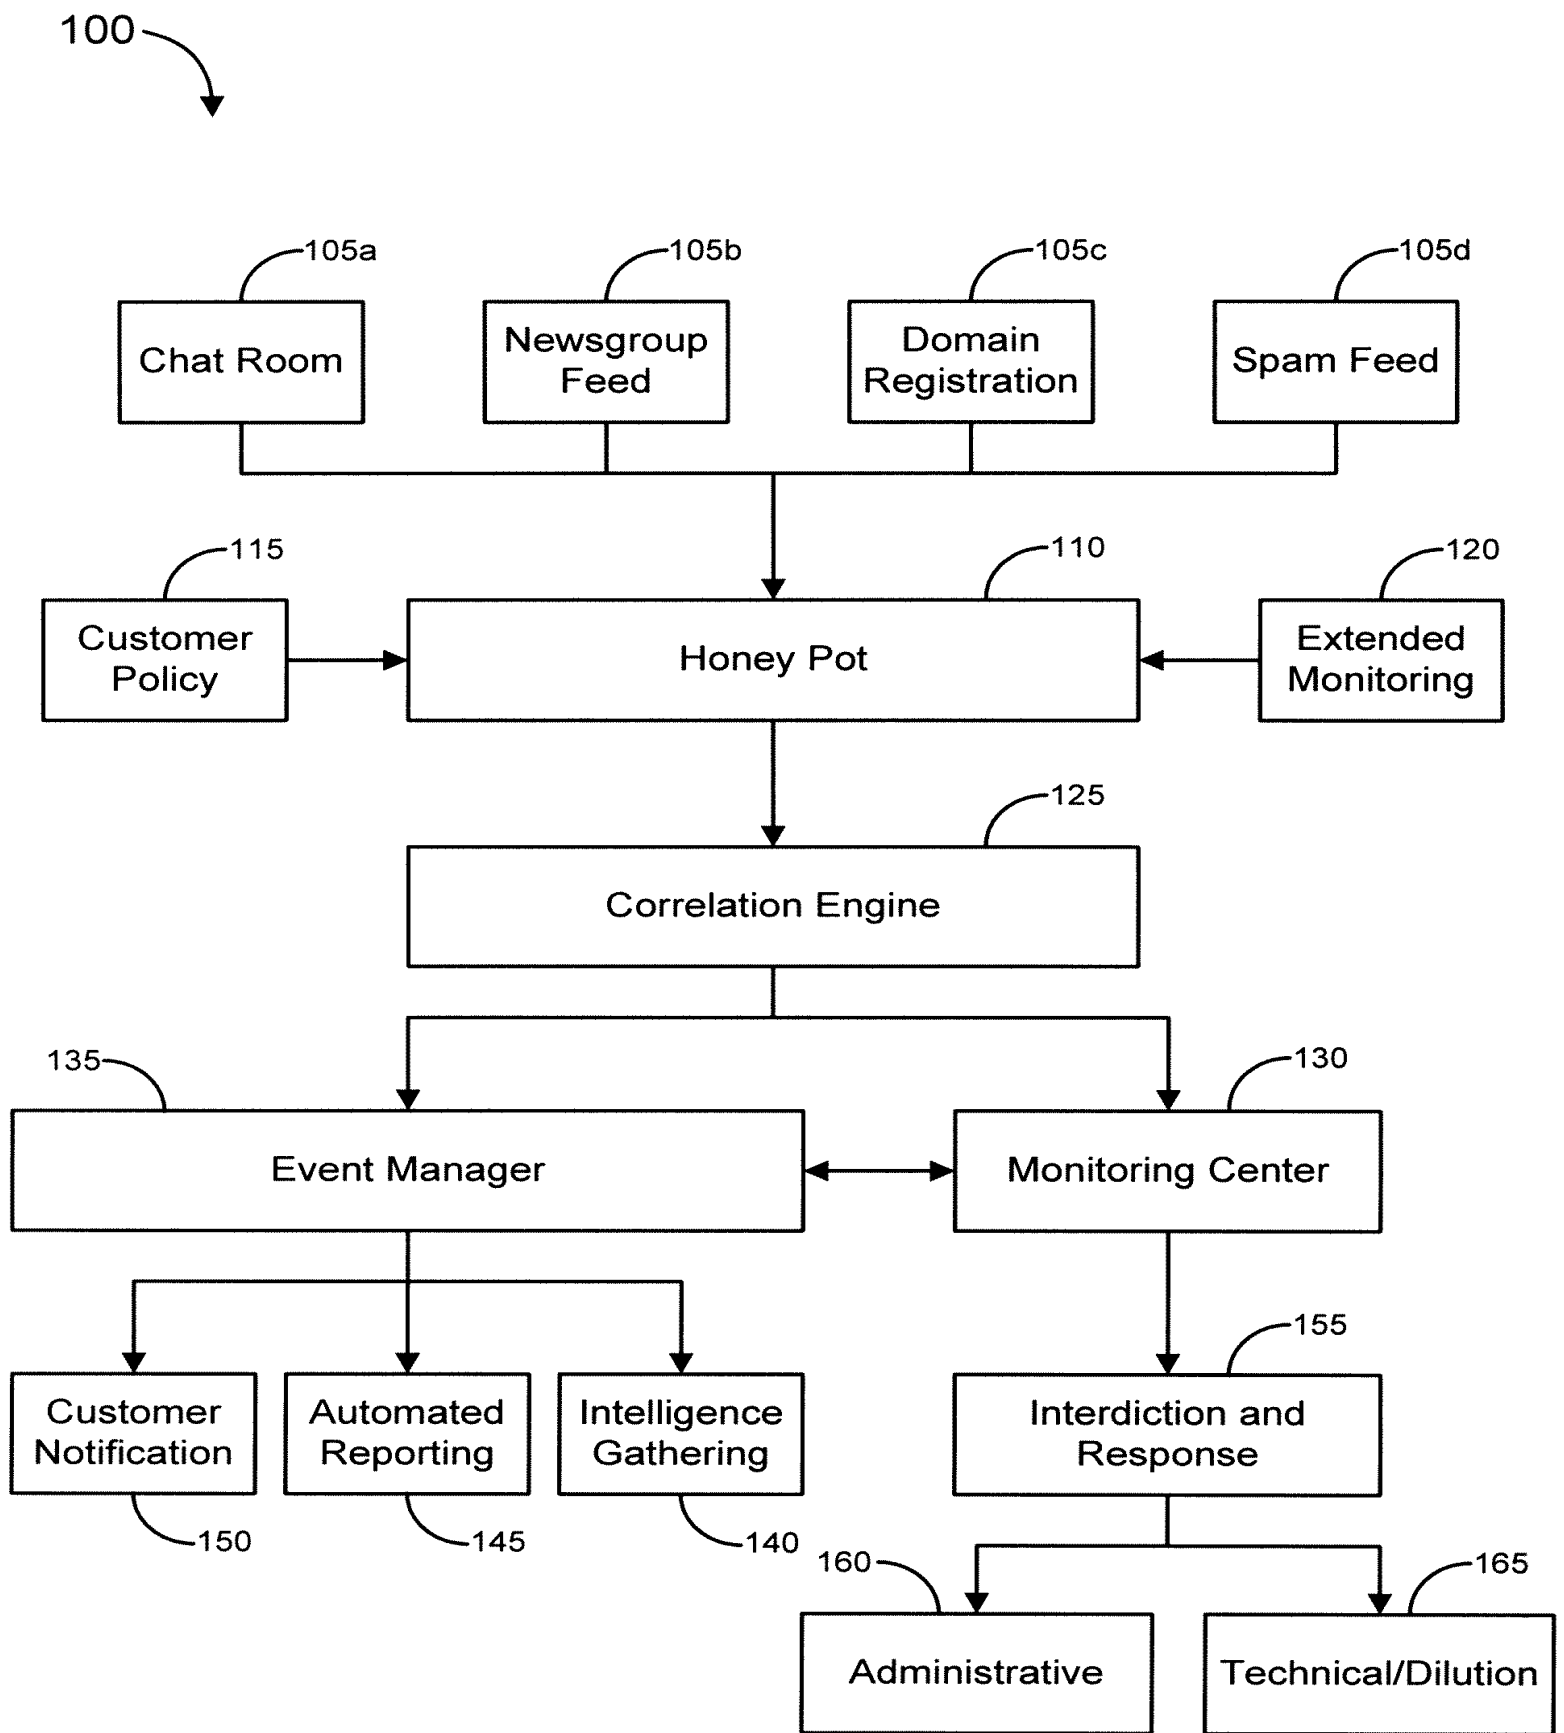 100
105a
105b
105c
105d
Chat Room
Newsgroup
Feed
Domain
Registration
Spam Feed
115
110
120
Customer
Policy
Honey Pot
Extended
Monitoring
125
Correlation Engine
135
130
Event Manager
Monitoring Center
155
Customer
Notification
Automated
Reporting
Intelligence
Gathering
Interdiction and
Response
150
145
140
160
165
Administrative
Technical/Dilution